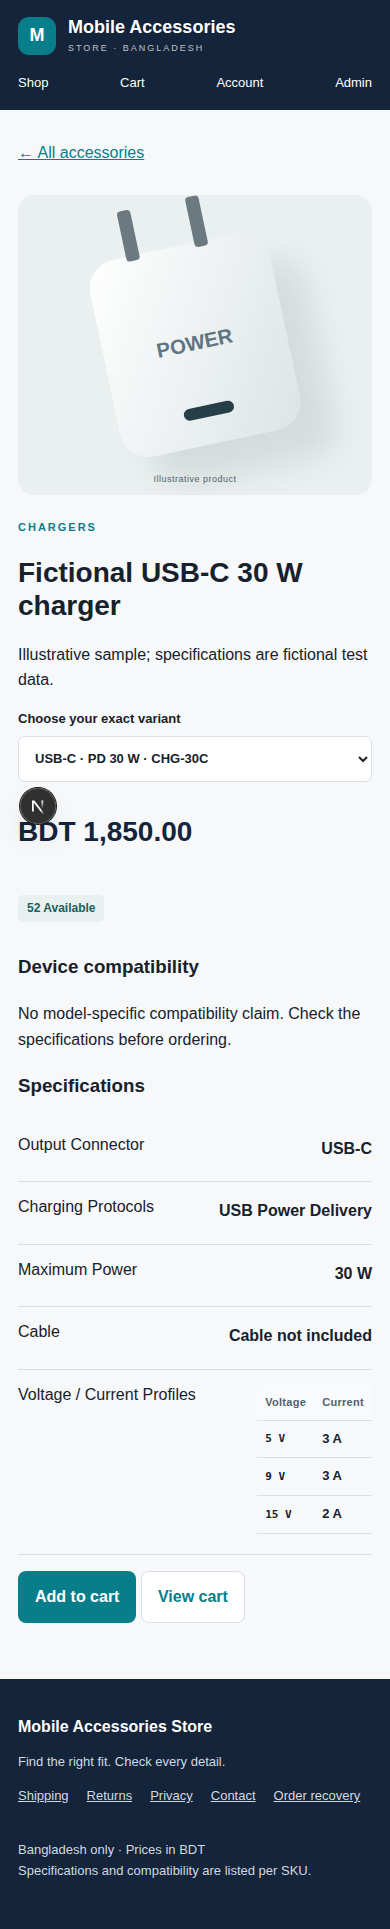 M
Mobile Accessories
STORE · BANGLADESH
Shop Cart Account Admin
← All accessories
POWER
Illustrative product
CHARGERS
Fictional USB-C 30 W
charger
Illustrative sample; specifications are fictional test
data.
Choose your exact variant
USB-C · PD 30 W · CHG-30C
N
BDT 1,850.00
52 Available
Device compatibility
No model-specific compatibility claim. Check the
specifications before ordering.
Specifications
Output Connector USB-C
Charging Protocols USB Power Delivery
Maximum Power 30 W
Cable Cable not included
Voltage / Current Profiles
Voltage Current
5 V 3 A
9 V 3 A
15 V 2 A
Add to cart View cart
Mobile Accessories Store
Find the right fit. Check every detail.
Shipping Returns Privacy Contact Order recovery
Bangladesh only · Prices in BDT
Specifications and compatibility are listed per SKU.